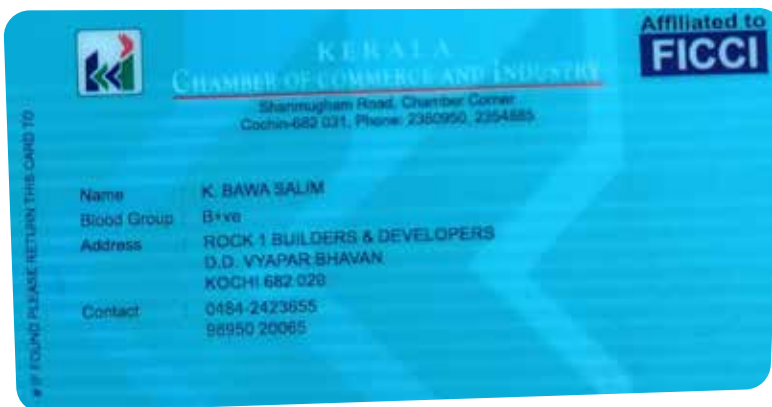 Affiliated to
FICCI
KERALA
CHAMBER OF COMMERCE AND INDUSTRY
Shanmugham Road, Chamber Corner
Cochin-682 031, Phone: 2350950, 2354885
Name : K. BAWA SALIM
Blood Group : B+ve
Address : ROCK 1 BUILDERS & DEVELOPERS
D.D. VYAPAR BHAVAN
KOCHI 682 020
Contact : 0484-2423655
98950 20065
# IF FOUND PLEASE RETURN THIS CARD TO